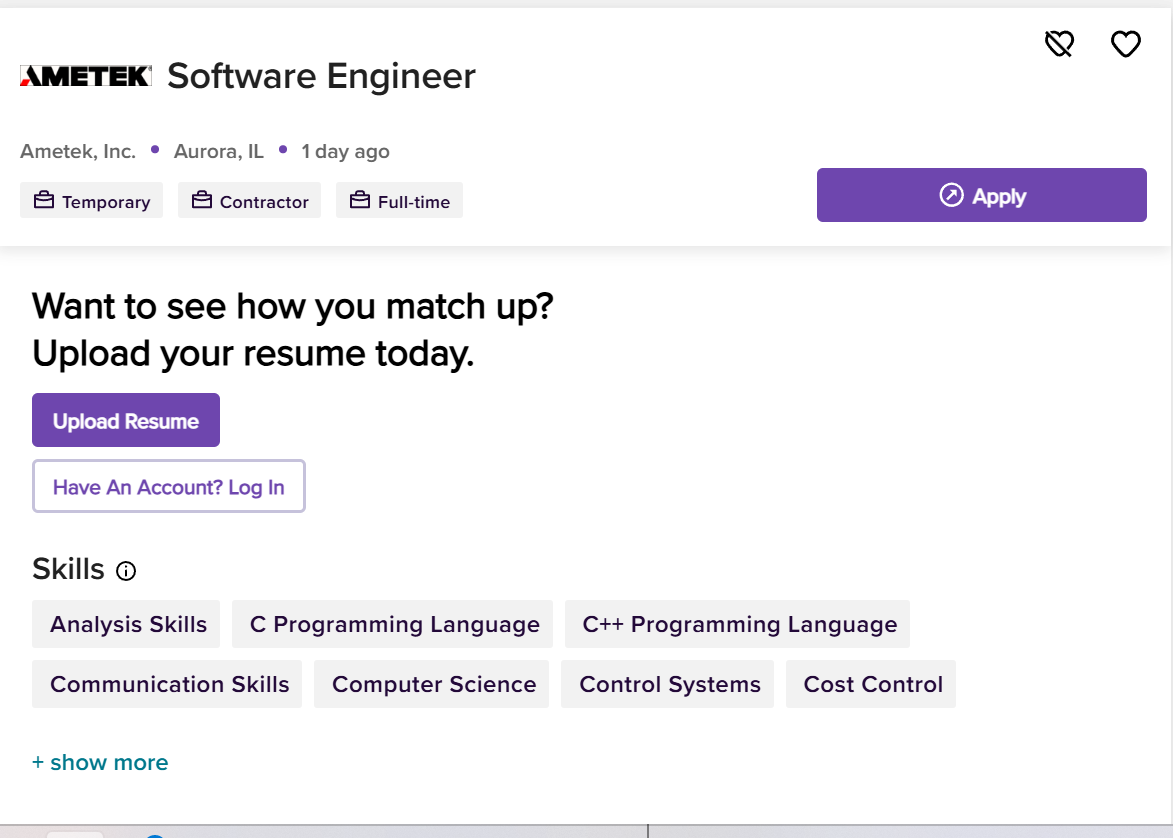 AMETEK Software Engineer
Ametek, Inc. • Aurora, IL • 1 day ago
Temporary Contractor Full-time
Apply
Want to see how you match up?
Upload your resume today.
Upload Resume
Have An Account? Log In
Skills
Analysis Skills C Programming Language C++ Programming Language
Communication Skills Computer Science Control Systems Cost Control
+ show more